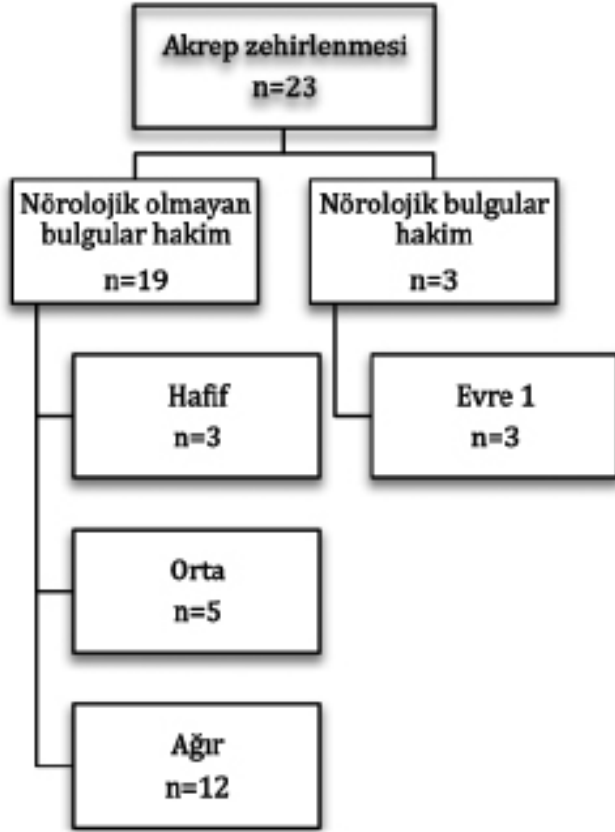 Akrep zehirlenmesi
n=23
Nörolojik olmayan
bulgular hakim
n=19
Nörolojik bulgular
hakim
n=3
Hafif
n=3
Evre 1
n=3
Orta
n=5
Ağır
n=12